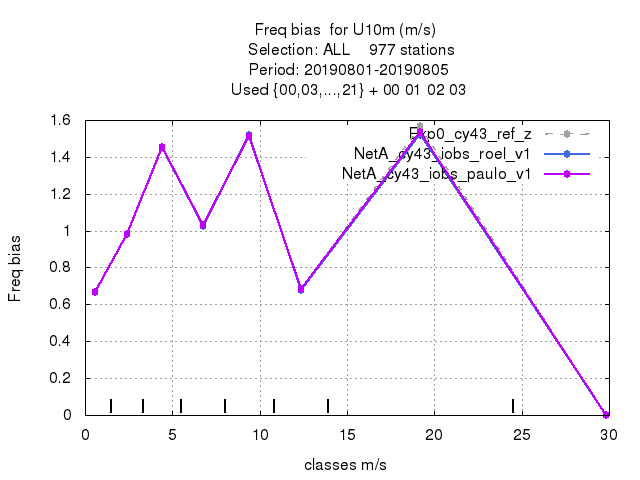 Freq bias  for U10m (m/s)
Selection: ALL    977 stations
Period: 20190801-20190805
Used {00,03,...,21} + 00 01 02 03
Exp0_cy43_ref_z
NetA_cy43_iobs_roel_v1
NetA_cy43_iobs_paulo_v1
Freq bias
1.6
1.4
1.2
1
0.8
0.6
0.4
0.2
0
0 5 10 15 20 25 30
classes m/s